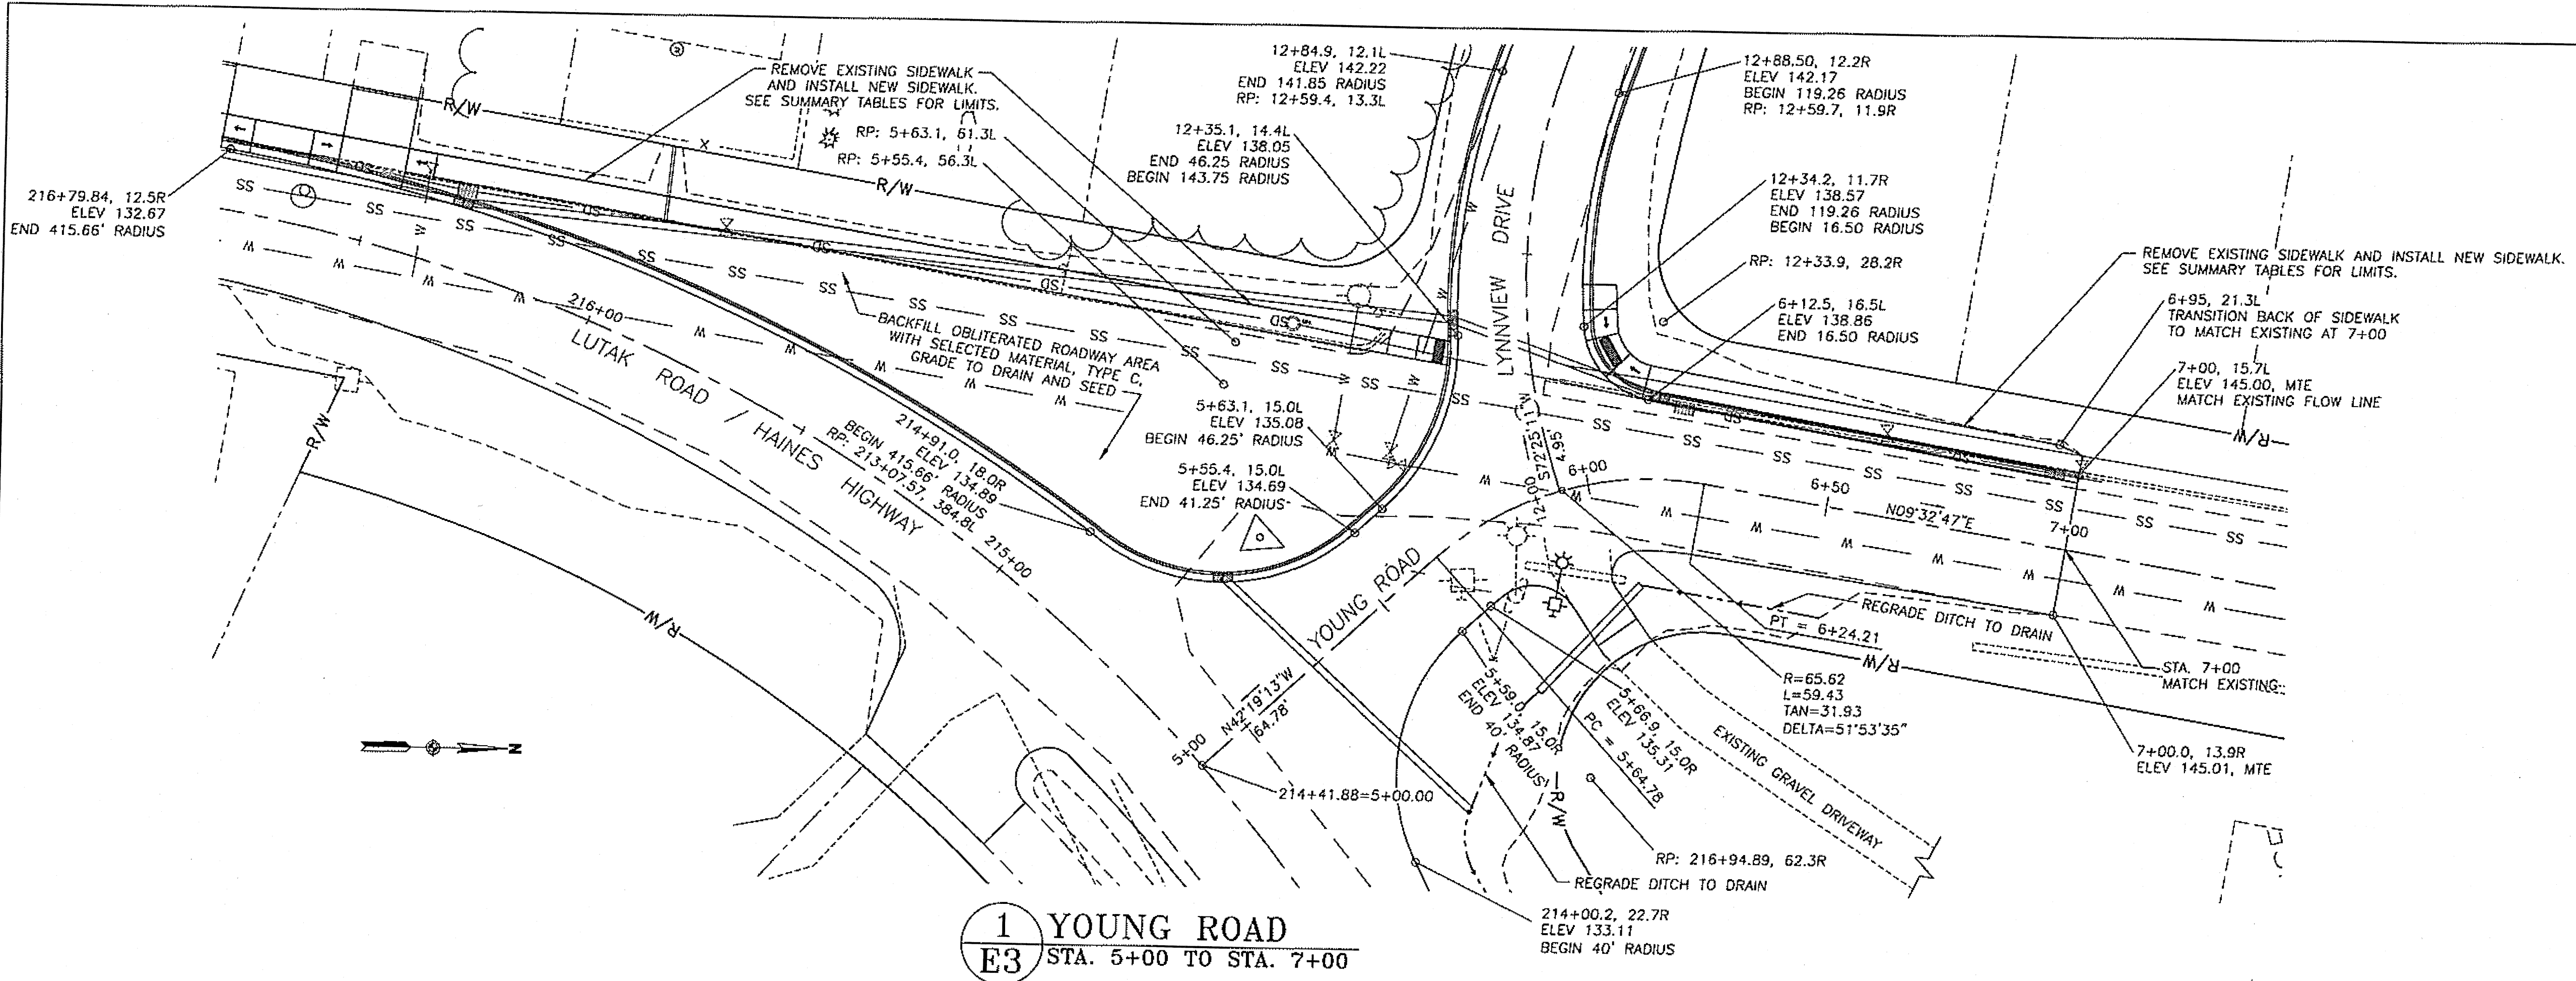 216+79.84, 12.5R
ELEV 132.67
END 415.66' RADIUS
REMOVE EXISTING SIDEWALK
AND INSTALL NEW SIDEWALK.
SEE SUMMARY TABLES FOR LIMITS.
RP: 5+63.1, 61.3L
RP: 5+55.4, 56.3L
12+84.9, 12.1L
ELEV 142.22
END 141.85 RADIUS
RP: 12+59.4, 13.3L
12+35.1, 14.4L
ELEV 138.05
END 46.25 RADIUS
BEGIN 143.75 RADIUS
12+88.50, 12.2R
ELEV 142.17
BEGIN 119.26 RADIUS
RP: 12+59.7, 11.9R
12+34.2, 11.7R
ELEV 138.57
END 119.26 RADIUS
BEGIN 16.50 RADIUS
RP: 12+33.9, 28.2R
6+12.5, 16.5L
ELEV 138.86
END 16.50 RADIUS
REMOVE EXISTING SIDEWALK AND INSTALL NEW SIDEWALK.
SEE SUMMARY TABLES FOR LIMITS.
6+95, 21.3L
TRANSITION BACK OF SIDEWALK
TO MATCH EXISTING AT 7+00
7+00, 15.7L
ELEV 145.00, MTE
MATCH EXISTING FLOW LINE
R/W
R/W
R/W
R/W
R/W
R/W
R/W
R/W
LYNNVIEW DRIVE
216+00
LUTAK ROAD / HAINES HIGHWAY
215+00
BACKFILL OBLITERATED ROADWAY AREA
WITH SELECTED MATERIAL, TYPE C,
GRADE TO DRAIN AND SEED
214+91.0, 18.0R
ELEV 134.89
BEGIN 415.66' RADIUS
RP: 213+07.57, 384.8L
5+63.1, 15.0L
ELEV 135.08
BEGIN 46.25' RADIUS
5+55.4, 15.0L
ELEV 134.69
END 41.25' RADIUS
12+00
6+00
6+50
N09°32'47"E
7+00
YOUNG ROAD
5+00
N42°19'13"W
64.78'
214+41.88=5+00.00
5+59.0, 15.0R
ELEV 134.87
END 40' RADIUS
5+66.9, 15.0R
ELEV 135.31
PC = 5+64.78
REGRADE DITCH TO DRAIN
PT = 6+24.21
R=65.62
L=59.43
TAN=31.93
DELTA=51°53'35"
STA. 7+00
MATCH EXISTING
7+00.0, 13.9R
ELEV 145.01, MTE
EXISTING GRAVEL DRIVEWAY
RP: 216+94.89, 62.3R
REGRADE DITCH TO DRAIN
214+00.2, 22.7R
ELEV 133.11
BEGIN 40' RADIUS
N
1
E3
YOUNG ROAD
STA. 5+00 TO STA. 7+00